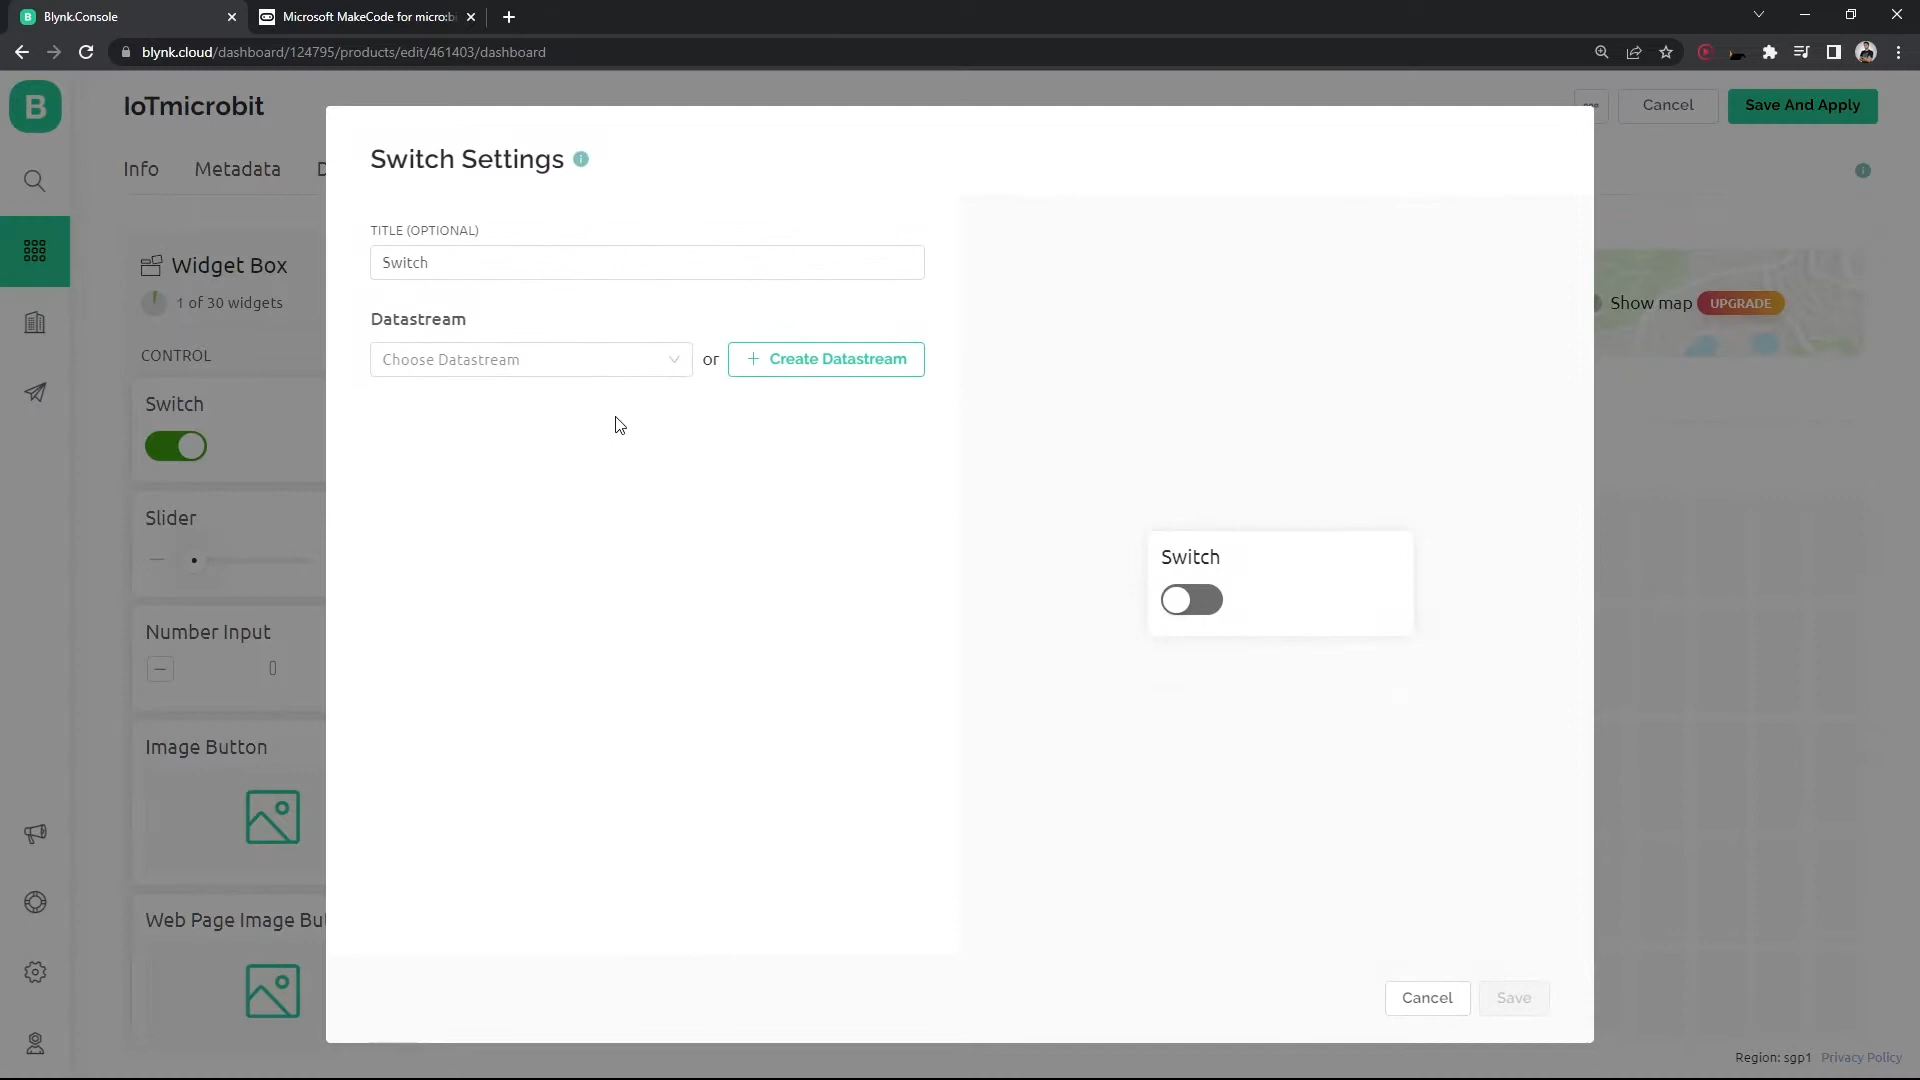 Blynk.Console
Microsoft MakeCode for micro:bi
blynk.cloud/dashboard/124795/products/edit/461403/dashboard
B
IoTmicrobit
Cancel
Save And Apply
Info
Metadata
D
Switch Settings
TITLE (OPTIONAL)
Switch
Widget Box
1 of 30 widgets
Show map
UPGRADE
Datastream
CONTROL
Choose Datastream
or
+ Create Datastream
Switch
Slider
Switch
Number Input
0
Image Button
Web Page Image But
Cancel
Save
Region: sgp1
Privacy Policy